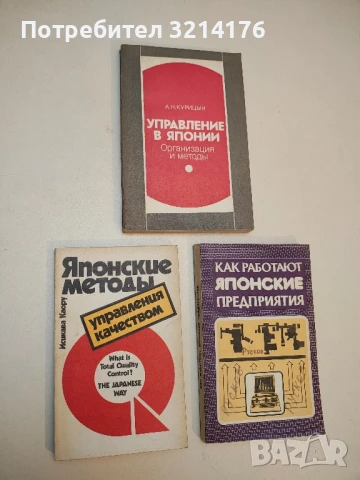 Потребител 3214176
А.Н.КУРИЦЫН
УПРАВЛЕНИЕ
В ЯПОНИИ
Организация
и методы
Исикава Каору
Японские
методы
управления
качеством
What is
Total Quality
Control?
THE JAPANESE
WAY
КАК РАБОТАЮТ
ЯПОНСКИЕ
ПРЕДПРИЯТИЯ
BAZAR